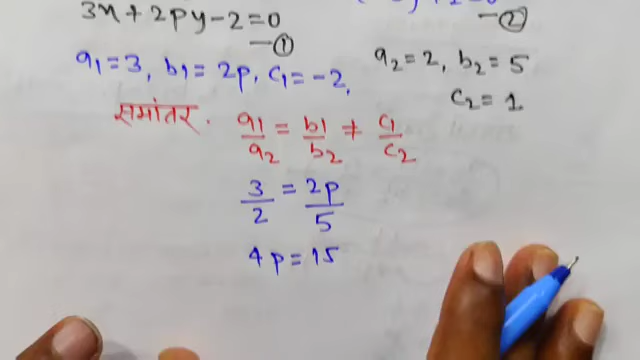 3x + 2py - 2 = 0 —①
—②
a₁ = 3, b₁ = 2p, c₁ = -2,
a₂ = 2, b₂ = 5
c₂ = 1
समांतर. a₁/a₂ = b₁/b₂ ≠ c₁/c₂
3/2 = 2p/5
4p = 15